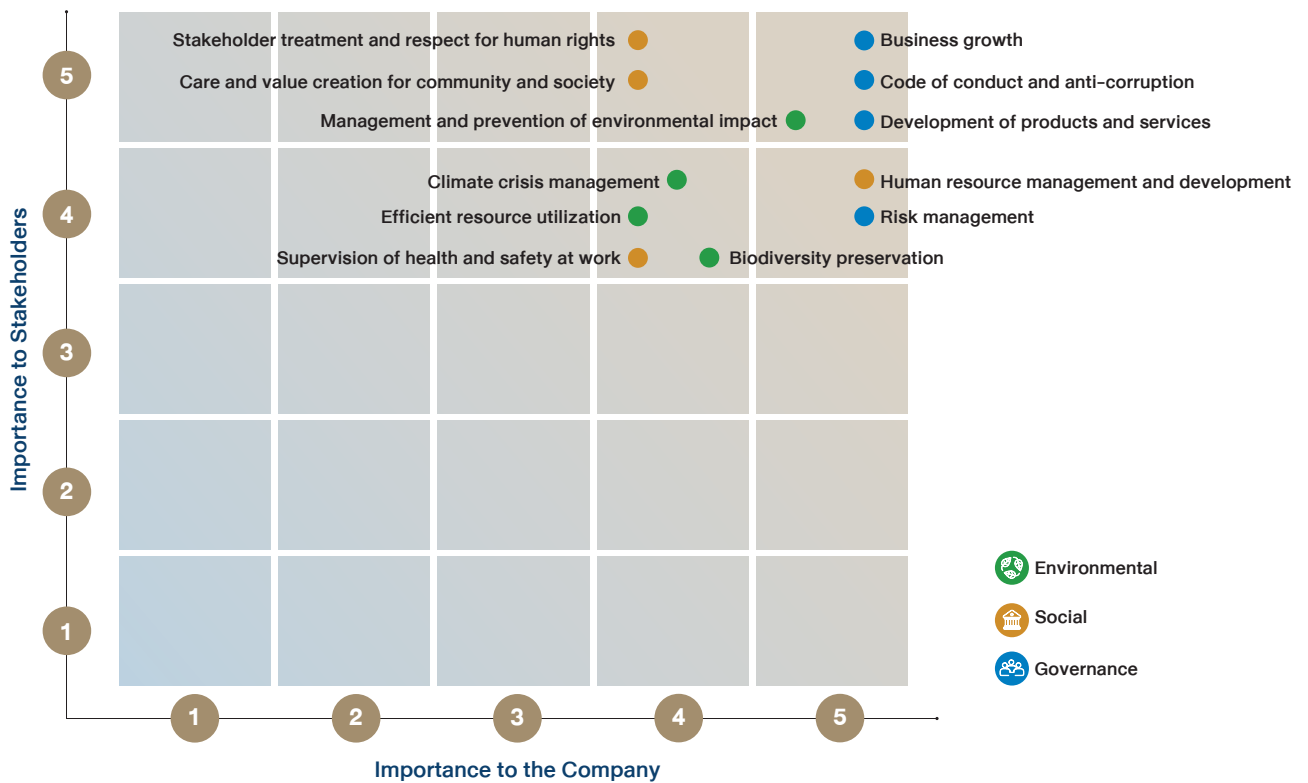 Stakeholder treatment and respect for human rights
Business growth
5
Care and value creation for community and society
Code of conduct and anti-corruption
Management and prevention of environmental impact
Development of products and services
Climate crisis management
Human resource management and development
4
Efficient resource utilization
Risk management
Supervision of health and safety at work
Biodiversity preservation
Importance to Stakeholders
3
2
1
Environmental
Social
Governance
1
2
3
4
5
Importance to the Company